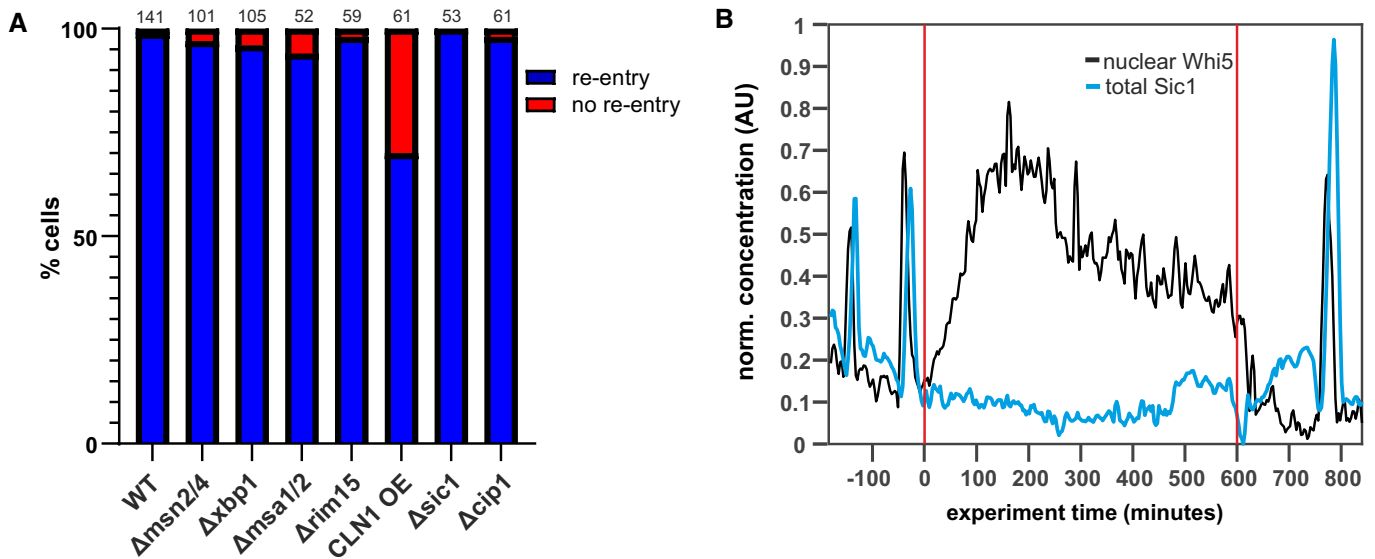 A
141 101 105 52 59 61 53 61
100
50
0
% cells
re-entry
no re-entry
WT
Δmsn2/4
Δxbp1
Δmsa1/2
Δrim15
CLN1 OE
Δsic1
Δcip1
B
1
0.9
0.8
0.7
0.6
0.5
0.4
0.3
0.2
0.1
0
norm. concentration (AU)
nuclear Whi5
total Sic1
-100 0 100 200 300 400 500 600 700 800
experiment time (minutes)